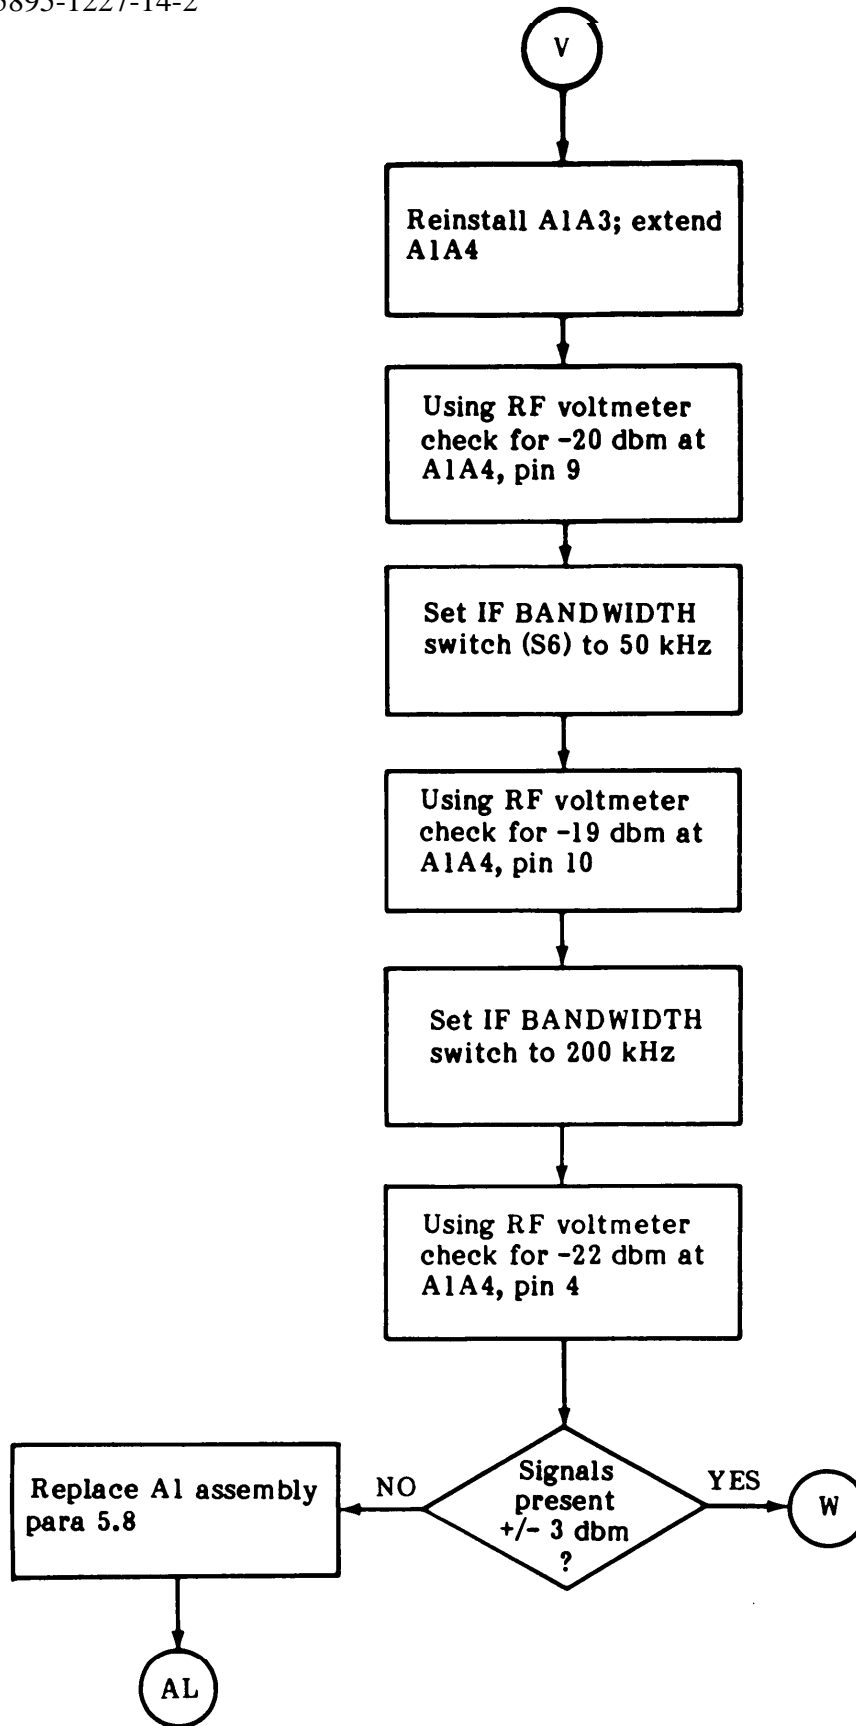 5895-1227-14-2
V
Reinstall A1A3; extend
A1A4
Using RF voltmeter
check for -20 dbm at
A1A4, pin 9
Set IF BANDWIDTH
switch (S6) to 50 kHz
Using RF voltmeter
check for -19 dbm at
A1A4, pin 10
Set IF BANDWIDTH
switch to 200 kHz
Using RF voltmeter
check for -22 dbm at
A1A4, pin 4
Signals
present
+/- 3 dbm
?
NO
YES
W
Replace A1 assembly
para 5.8
AL